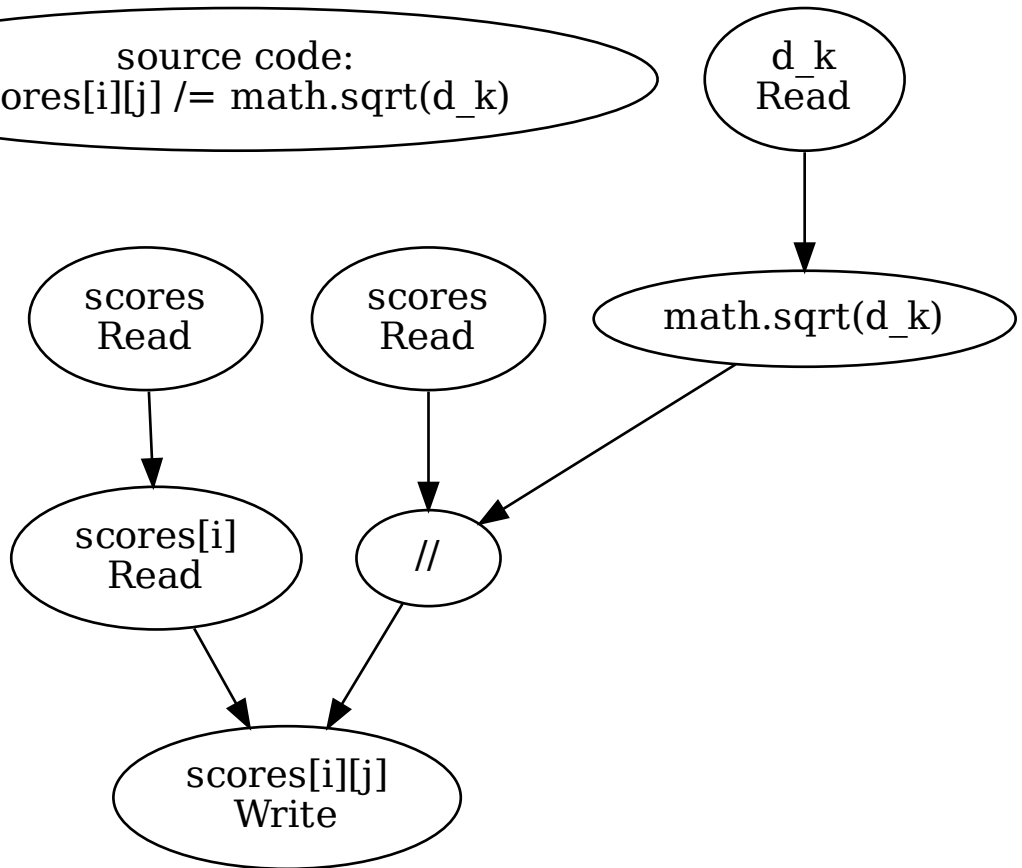 source code:
ores[i][j] /= math.sqrt(d_k)
d_k
Read
scores
Read
scores
Read
math.sqrt(d_k)
scores[i]
Read
//
scores[i][j]
Write